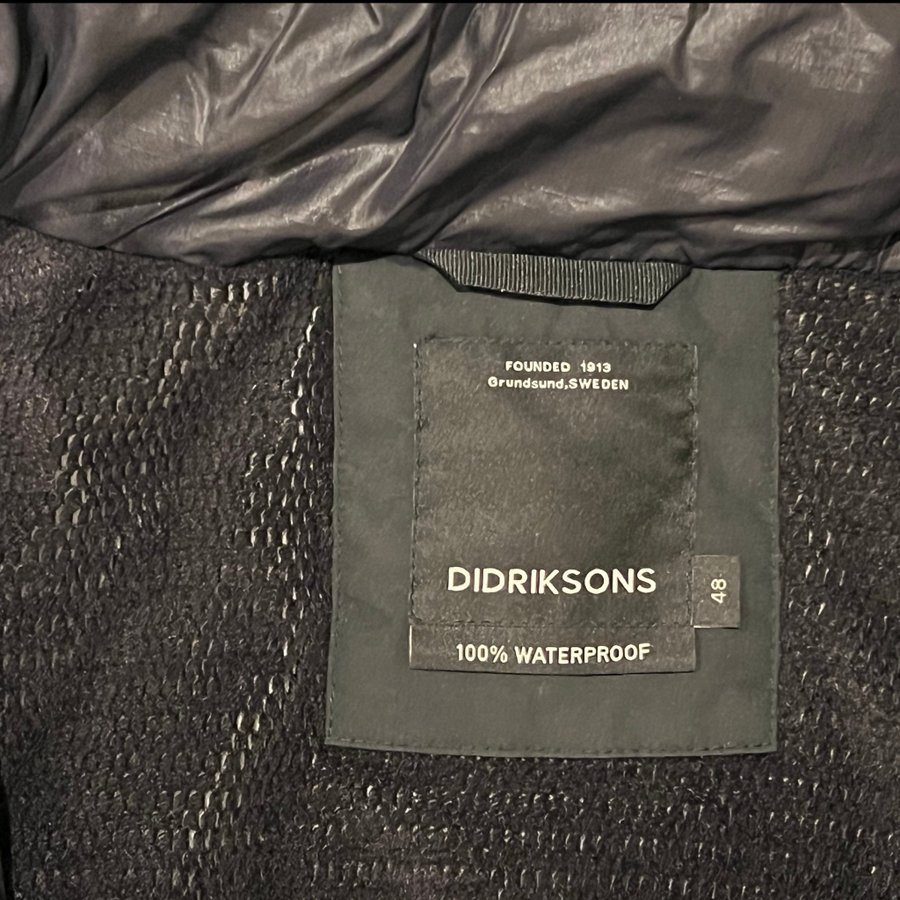 FOUNDED 1913
Grundsund,SWEDEN
DIDRIKSONS
48
100% WATERPROOF